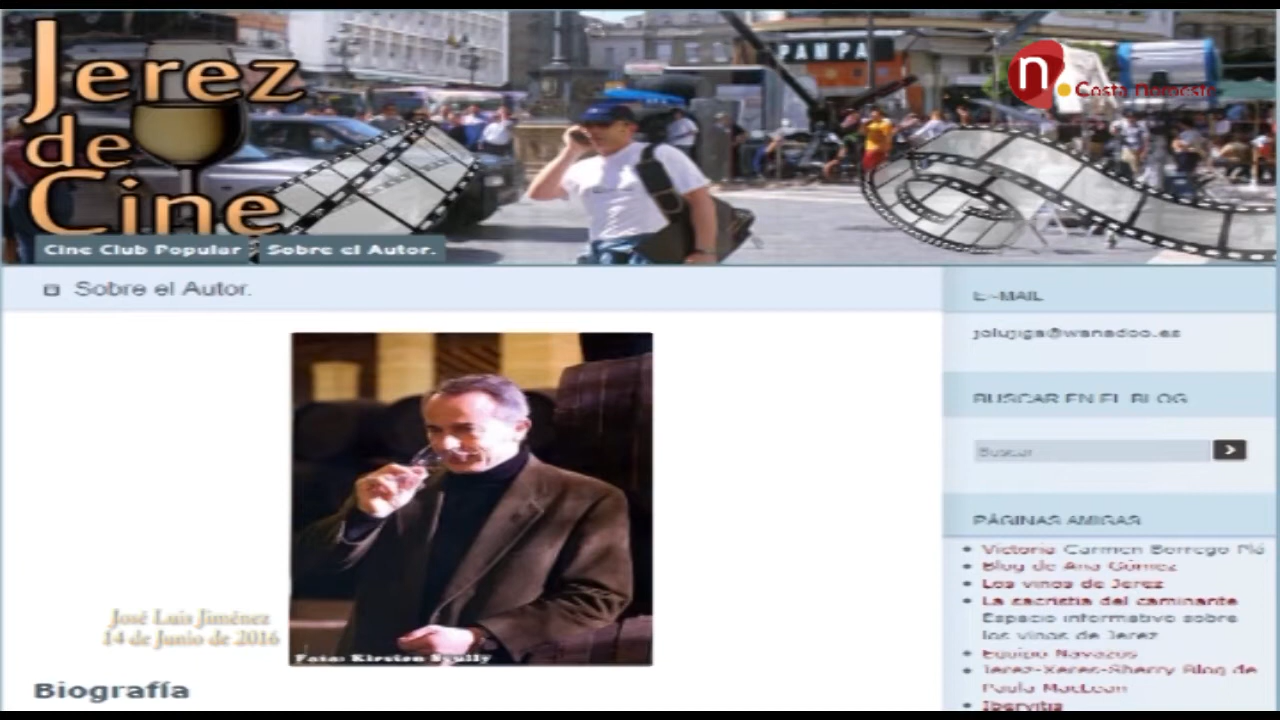 Jerez
de
Cine
PAMPA
n. Costa Noroeste
Cine Club Popular
Sobre el Autor.
Sobre el Autor.
E-MAIL
jolujiga@wanadoo.es
BUSCAR EN EL BLOG
Buscar
PÁGINAS AMIGAS
Victoria Carmen Borrego Plá
Blog de Ana Gómez
Los vinos de Jerez
La sacristia del caminante
Espacio informativo sobre
los vinos de Jerez
Equipo Navazos
Jerez-Xeres-Sherry Blog de
Paula MacLean
Ibervitis
José Luis Jiménez
14 de Junio de 2016
Foto: Kirsten Scully
Biografía